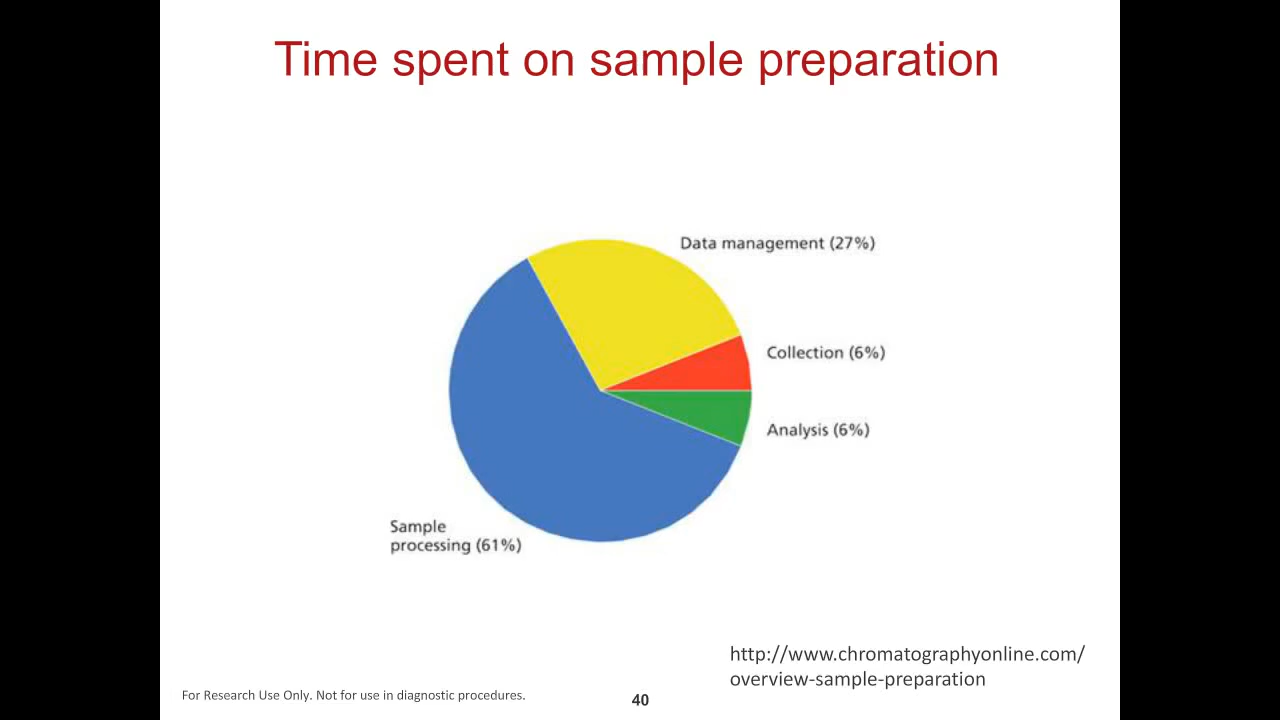 Time spent on sample preparation
Data management (27%)
Collection (6%)
Analysis (6%)
Sample
processing (61%)
http://www.chromatographyonline.com/
overview-sample-preparation
For Research Use Only. Not for use in diagnostic procedures.
40